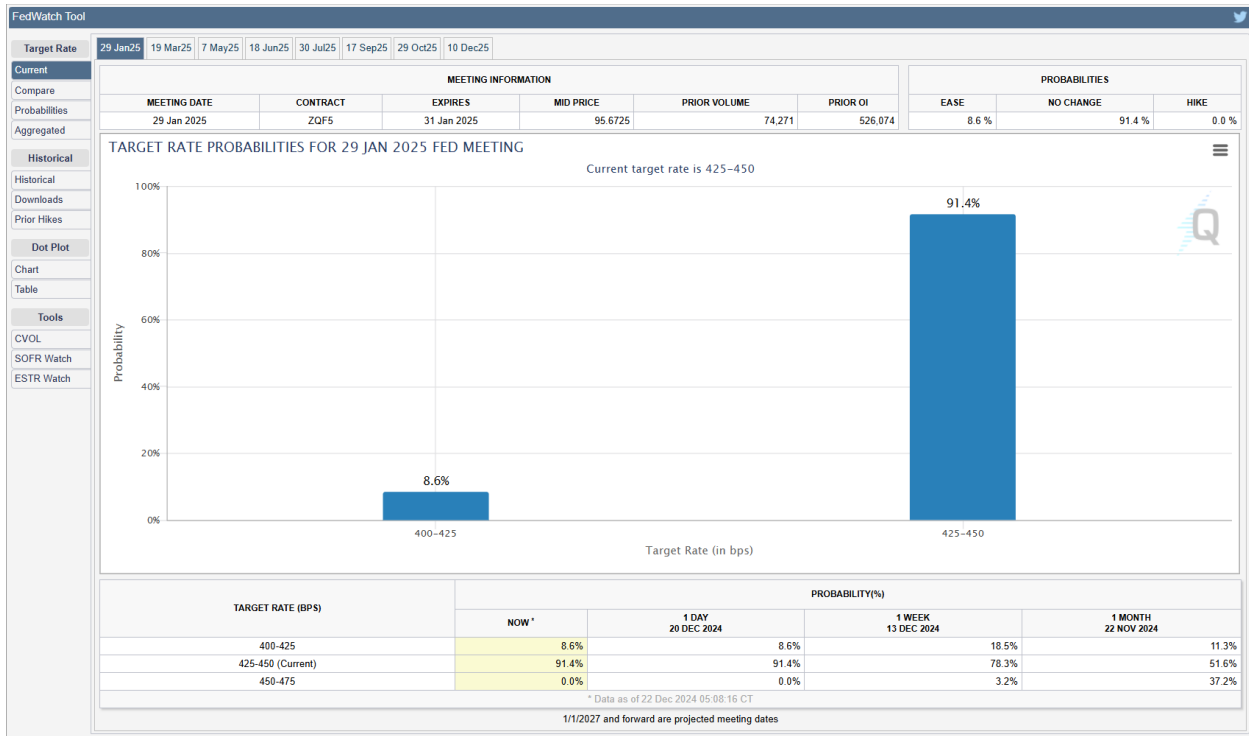 FedWatch Tool
Target Rate
Current
Compare
Probabilities
Aggregated
Historical
Historical
Downloads
Prior Hikes
Dot Plot
Chart
Table
Tools
CVOL
SOFR Watch
ESTR Watch
29 Jan25 19 Mar25 7 May25 18 Jun25 30 Jul25 17 Sep25 29 Oct25 10 Dec25
MEETING INFORMATION
MEETING DATE CONTRACT EXPIRES MID PRICE PRIOR VOLUME PRIOR OI
29 Jan 2025 ZQF5 31 Jan 2025 95.6725 74,271 526,074
PROBABILITIES
EASE NO CHANGE HIKE
8.6 % 91.4 % 0.0 %
TARGET RATE PROBABILITIES FOR 29 JAN 2025 FED MEETING
Current target rate is 425-450
Q
Probability
100%
80%
60%
40%
20%
0%
8.6%
91.4%
400-425 425-450
Target Rate (in bps)
TARGET RATE (BPS) PROBABILITY(%)
NOW * 1 DAY 1 WEEK 1 MONTH
20 DEC 2024 13 DEC 2024 22 NOV 2024
400-425 8.6% 8.6% 18.5% 11.3%
425-450 (Current) 91.4% 91.4% 78.3% 51.6%
450-475 0.0% 0.0% 3.2% 37.2%
* Data as of 22 Dec 2024 05:08:16 CT
1/1/2027 and forward are projected meeting dates